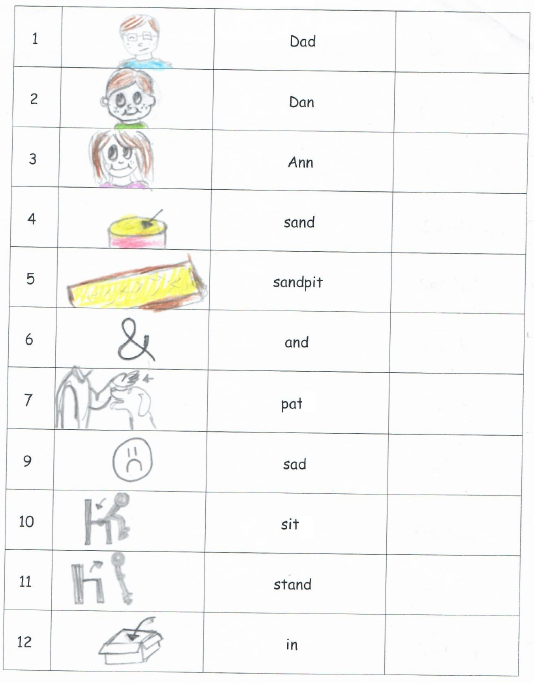 1 Dad
2 Dan
3 Ann
4 sand
5 sandpit
6 & and
7 pat
9 sad
10 sit
11 stand
12 in